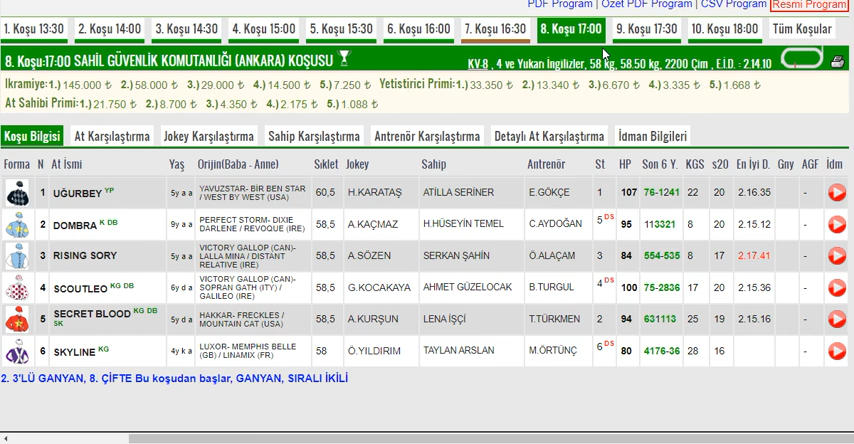 PDF Program | Özet PDF Program | CSV Program | Resmi Program
1. Koşu 13:30 2. Koşu 14:00 3. Koşu 14:30 4. Koşu 15:00 5. Koşu 15:30 6. Koşu 16:00 7. Koşu 16:30 8. Koşu 17:00 9. Koşu 17:30 10. Koşu 18:00 Tüm Koşular
8. Koşu:17:00 SAHİL GÜVENLİK KOMUTANLIĞI (ANKARA) KOŞUSU KV-8 , 4 ve Yukarı İngilizler, 58 kg, 58.50 kg, 2200 Çim , E.İ.D. : 2.14.10
İkramiye:1.) 145.000 ₺ 2.) 58.000 ₺ 3.) 29.000 ₺ 4.) 14.500 ₺ 5.) 7.250 ₺ Yetistirici Primi:1.) 33.350 ₺ 2.) 13.340 ₺ 3.) 6.670 ₺ 4.) 3.335 ₺ 5.) 1.668 ₺
At Sahibi Primi:1.) 21.750 ₺ 2.) 8.700 ₺ 3.) 4.350 ₺ 4.) 2.175 ₺ 5.) 1.088 ₺
Koşu Bilgisi At Karşılaştırma Jokey Karşılaştırma Sahip Karşılaştırma Antrenör Karşılaştırma Detaylı At Karşılaştırma İdman Bilgileri
Forma N At İsmi Yaş Orijin(Baba - Anne) Sıklet Jokey Sahip Antrenör St HP Son 6 Y. KGS s20 En İyi D. Gny AGF İdm
1 UĞURBEY YP 5y a a YAVUZSTAR- BİR BEN STAR / WEST BY WEST (USA) 60,5 H.KARATAŞ ATİLLA SERİNER E.GÖKÇE 1 107 76-1241 22 20 2.16.35 -
2 DOMBRA K DB 9y a a PERFECT STORM- DIXIE DARLENE / REVOQUE (IRE) 58,5 A.KAÇMAZ H.HÜSEYİN TEMEL C.AYDOĞAN 5 DS 95 113321 8 20 2.15.12 -
3 RISING SORY 5y a a VICTORY GALLOP (CAN)- LALLA MINA / DISTANT RELATIVE (IRE) 58,5 A.SÖZEN SERKAN ŞAHİN Ö.ALAÇAM 3 84 554-535 8 17 2.17.41 -
4 SCOUTLEO KG DB 6y d a VICTORY GALLOP (CAN)- SOPRAN GATH (ITY) / GALILEO (IRE) 58,5 G.KOCAKAYA AHMET GÜZELOCAK B.TURGUL 4 DS 100 75-2836 17 20 2.15.36 -
5 SECRET BLOOD KG DB SK 5y d a HAKKAR- FRECKLES / MOUNTAIN CAT (USA) 58,5 A.KURŞUN LENA İŞÇİ T.TÜRKMEN 2 94 631113 25 19 2.15.16 -
6 SKYLINE KG 4y k a LUXOR- MEMPHIS BELLE (GB) / LINAMIX (FR) 58 Ö.YILDIRIM TAYLAN ARSLAN M.ÖRTÜNÇ 6 DS 80 4176-36 28 16 -
2. 3'LÜ GANYAN, 8. ÇİFTE Bu koşudan başlar, GANYAN, SIRALI İKİLİ